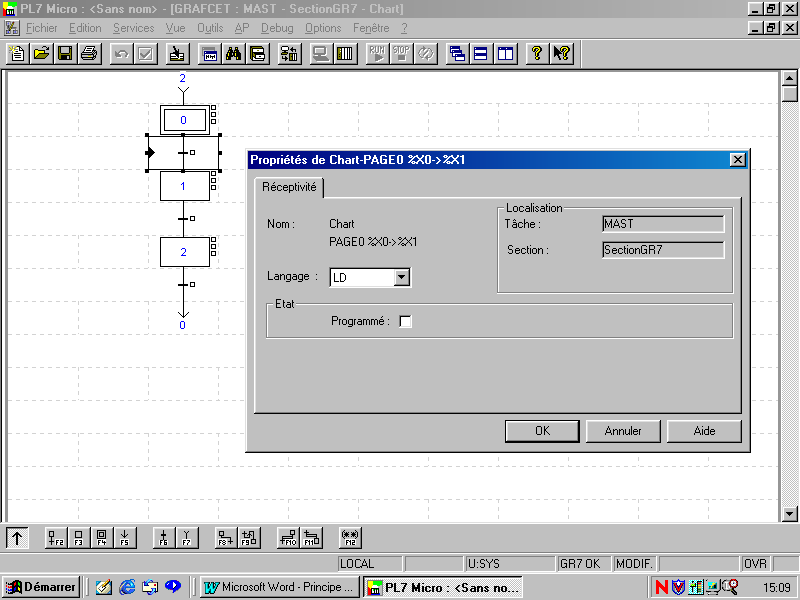 PL7 Micro : <Sans nom> - [GRAFCET : MAST - SectionGR7 - Chart]
Fichier Edition Services Vue Outils AP Debug Options Fenêtre ?
RUN STOP
2
0
1
2
0
Propriétés de Chart-PAGE0 %X0->%X1
Réceptivité
Nom : Chart
PAGE0 %X0->%X1
Localisation
Tâche : MAST
Section : SectionGR7
Langage : LD
Etat
Programmé :
OK Annuler Aide
F2 F3 F4 F5 F6 F7 F8 F9 F10 F11 F12
LOCAL U:SYS GR7 OK MODIF. OVR
Démarrer Microsoft Word - Principe ... PL7 Micro : <Sans no... 15:09